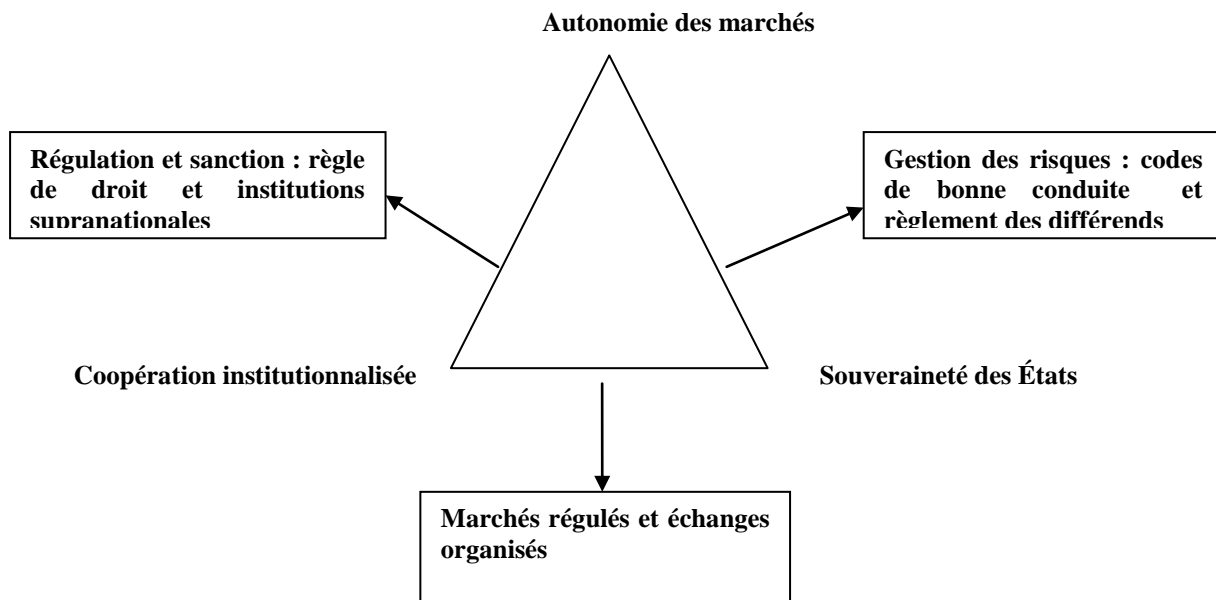 Autonomie des marchés
Régulation et sanction : règle
de droit et institutions
supranationales
Gestion des risques : codes
de bonne conduite et
règlement des différends
Coopération institutionnalisée
Souveraineté des États
Marchés régulés et échanges
organisés